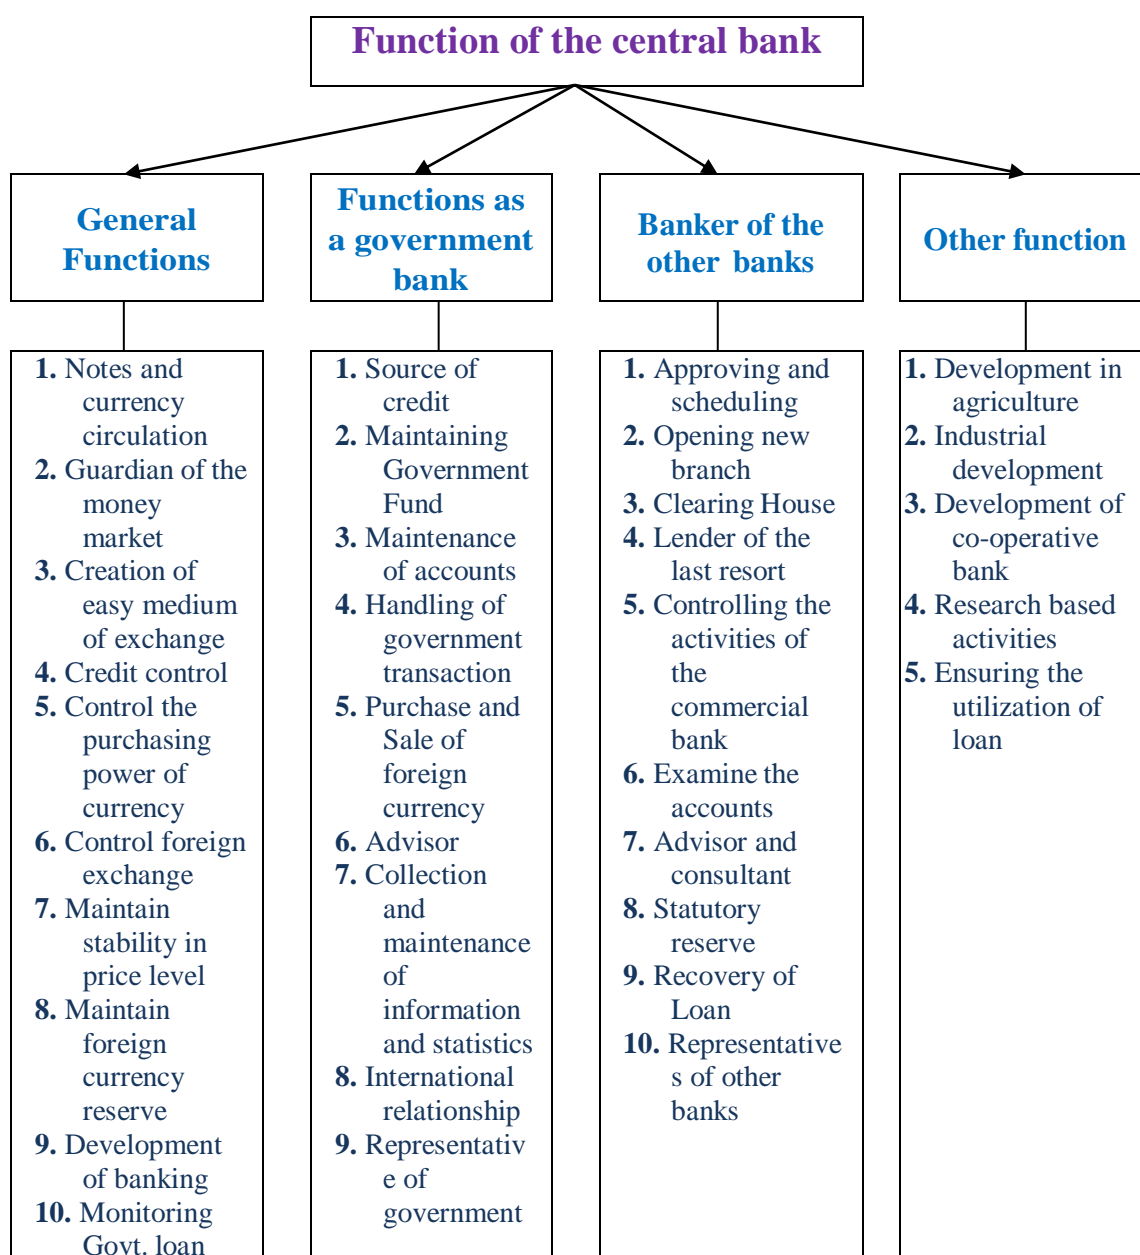 Function of the central bank
General
Functions
Functions as
a government
bank
Banker of the
other banks
Other function
1. Notes and
currency
circulation
2. Guardian of the
money
market
3. Creation of
easy medium
of exchange
4. Credit control
5. Control the
purchasing
power of
currency
6. Control foreign
exchange
7. Maintain
stability in
price level
8. Maintain
foreign
currency
reserve
9. Development
of banking
10. Monitoring
Govt. loan
1. Source of
credit
2. Maintaining
Government
Fund
3. Maintenance
of accounts
4. Handling of
government
transaction
5. Purchase and
Sale of
foreign
currency
6. Advisor
7. Collection
and
maintenance
of
information
and statistics
8. International
relationship
9. Representativ
e of
government
1. Approving and
scheduling
2. Opening new
branch
3. Clearing House
4. Lender of the
last resort
5. Controlling the
activities of
the
commercial
bank
6. Examine the
accounts
7. Advisor and
consultant
8. Statutory
reserve
9. Recovery of
Loan
10. Representative
s of other
banks
1. Development in
agriculture
2. Industrial
development
3. Development of
co-operative
bank
4. Research based
activities
5. Ensuring the
utilization of
loan